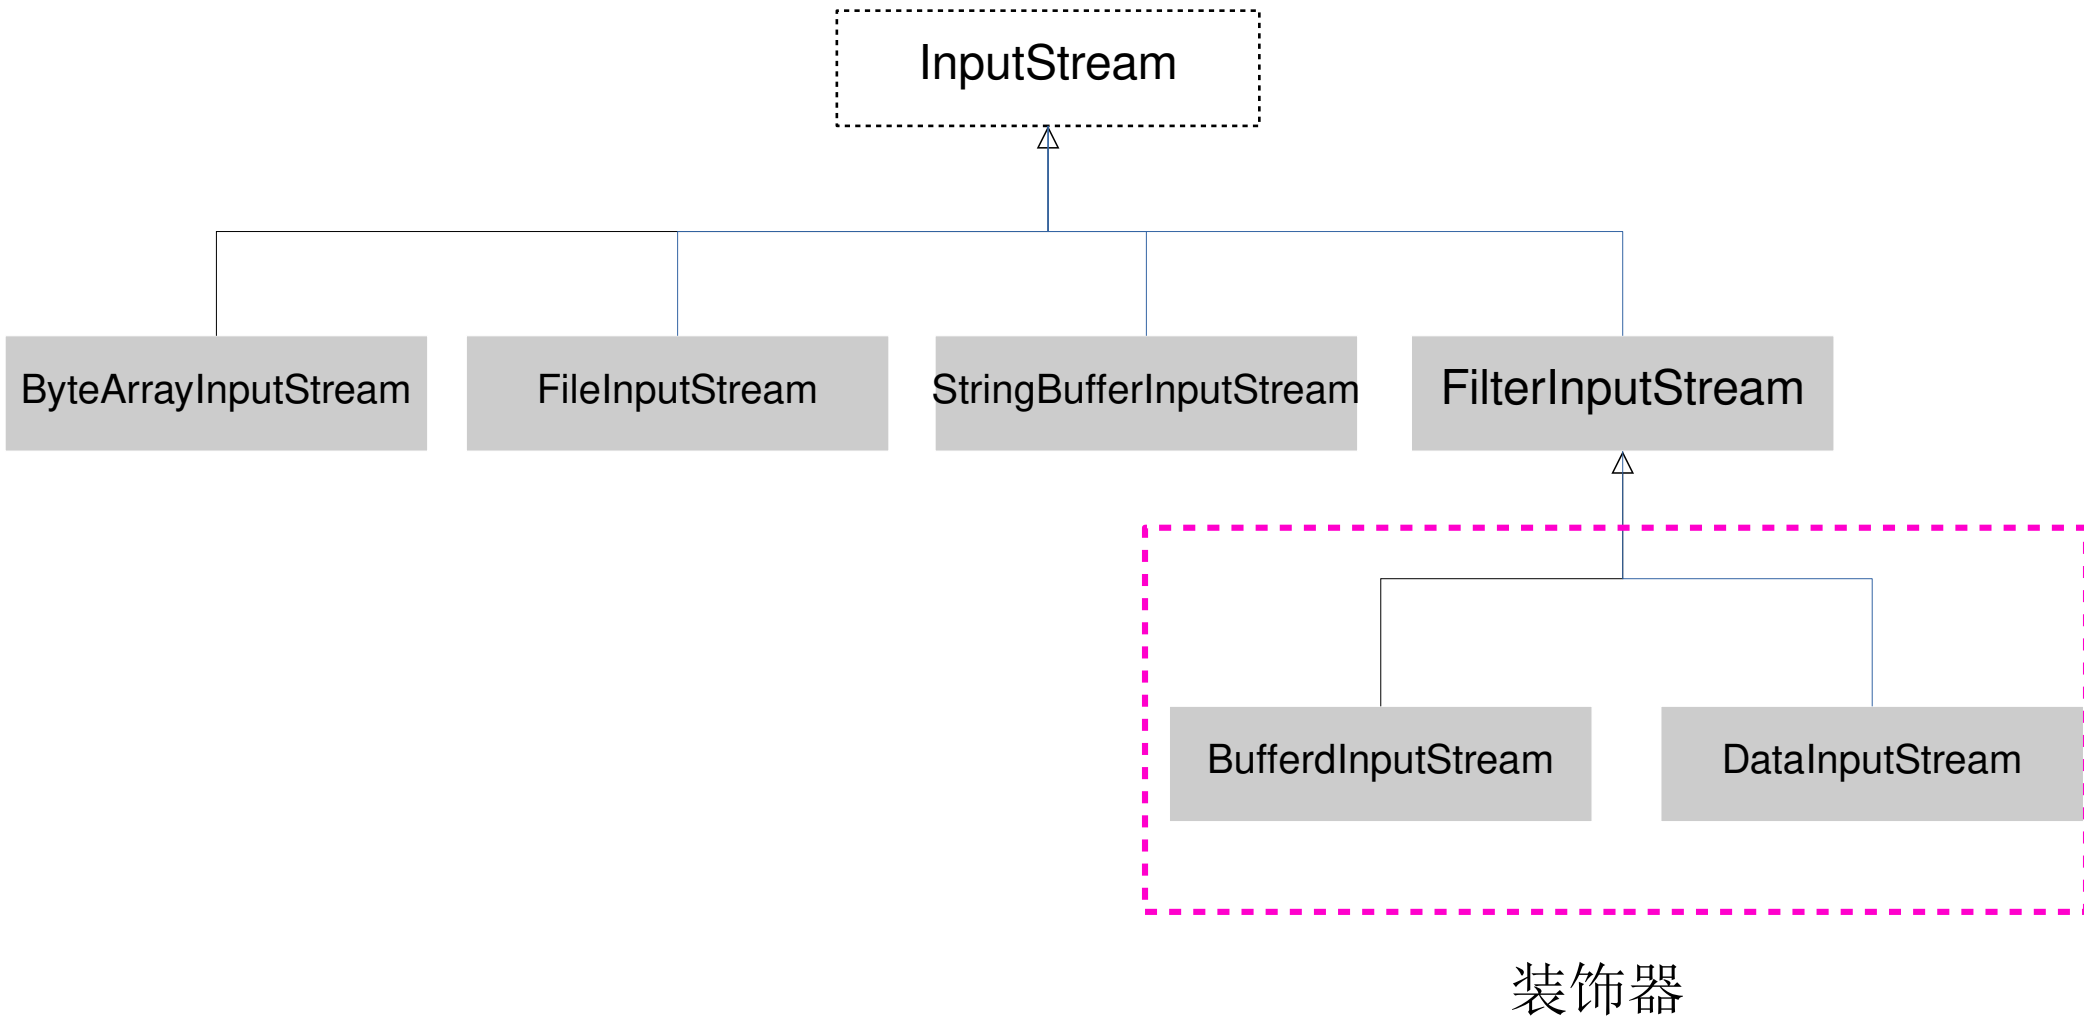 InputStream
ByteArrayInputStream
FileInputStream
StringBufferInputStream
FilterInputStream
BufferdInputStream
DataInputStream
装饰器